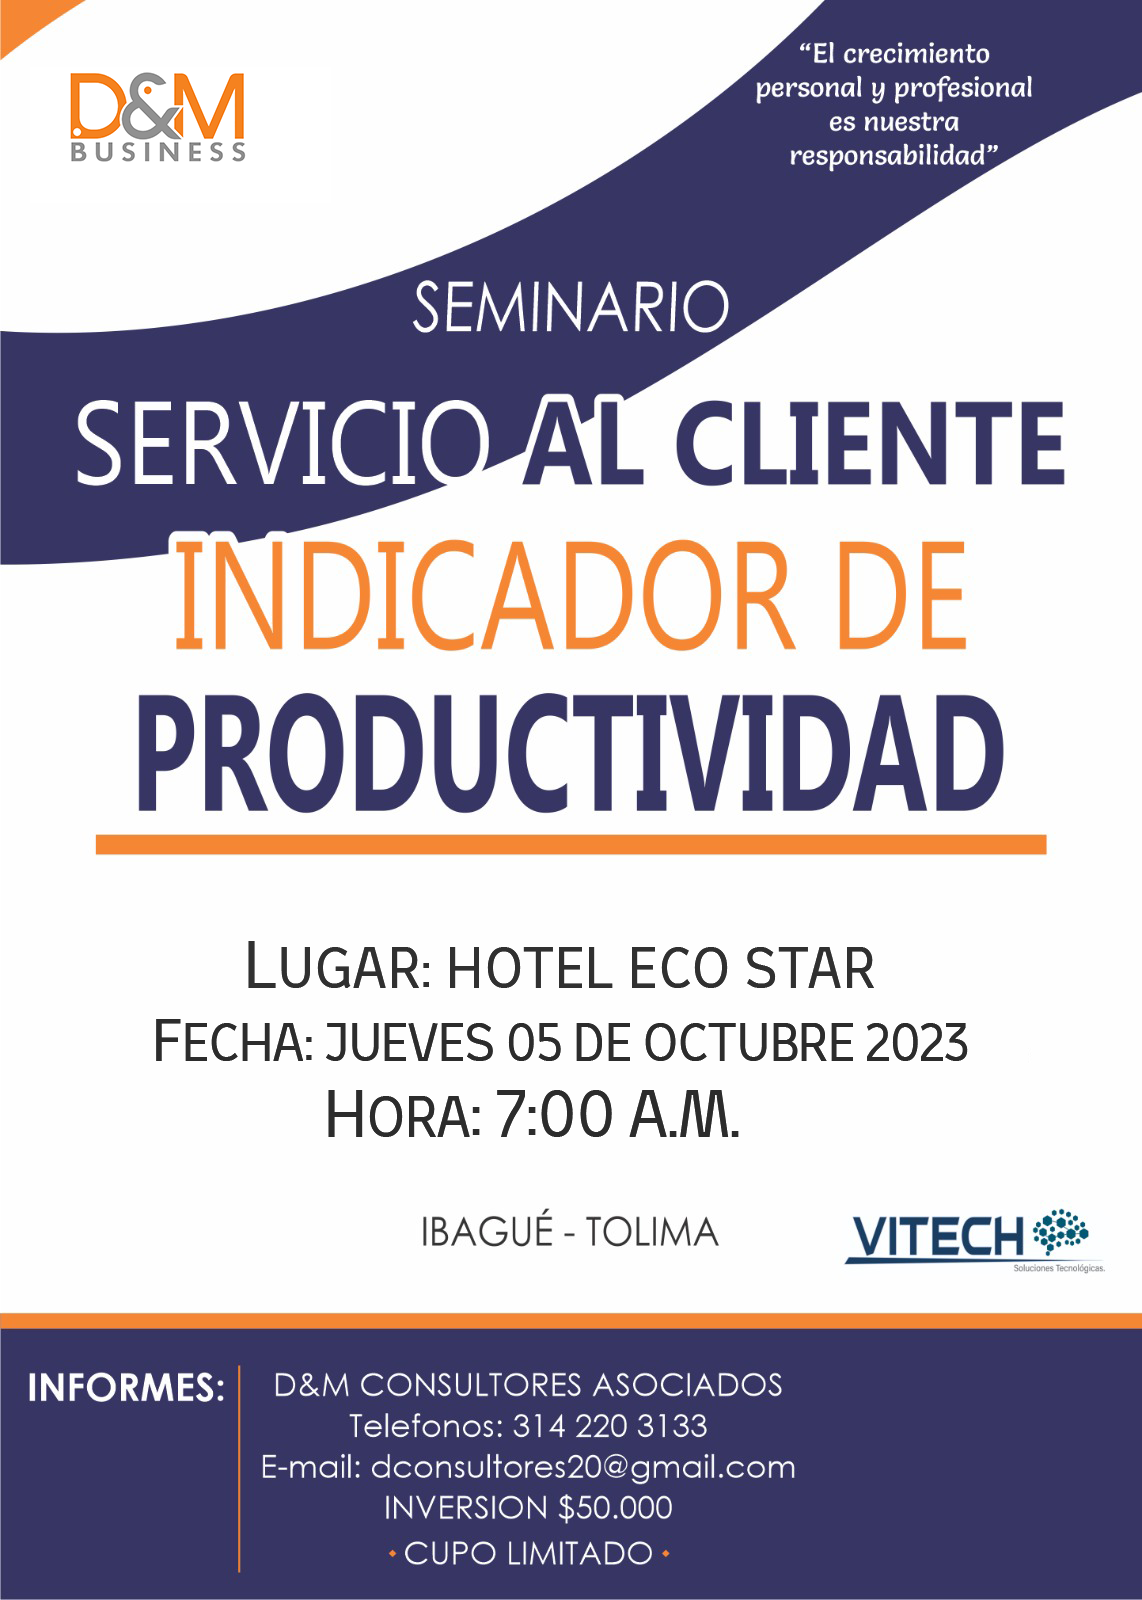 D&M
BUSINESS
“El crecimiento
personal y profesional
es nuestra
responsabilidad”
SEMINARIO
SERVICIO AL CLIENTE
INDICADOR DE
PRODUCTIVIDAD
LUGAR: HOTEL ECO STAR
FECHA: JUEVES 05 DE OCTUBRE 2023
HORA: 7:00 A.M.
IBAGUÉ - TOLIMA
VITECH
Soluciones Tecnológicas.
INFORMES:
D&M CONSULTORES ASOCIADOS
Telefonos: 314 220 3133
E-mail: dconsultores20@gmail.com
INVERSION $50.000
· CUPO LIMITADO ·